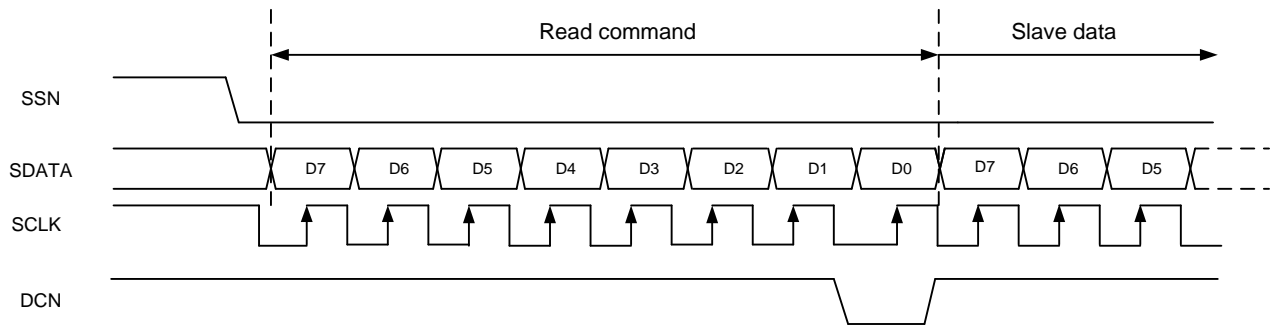 Read command Slave data
SSN
SDATA D7 D6 D5 D4 D3 D2 D1 D0 D7 D6 D5
SCLK
DCN